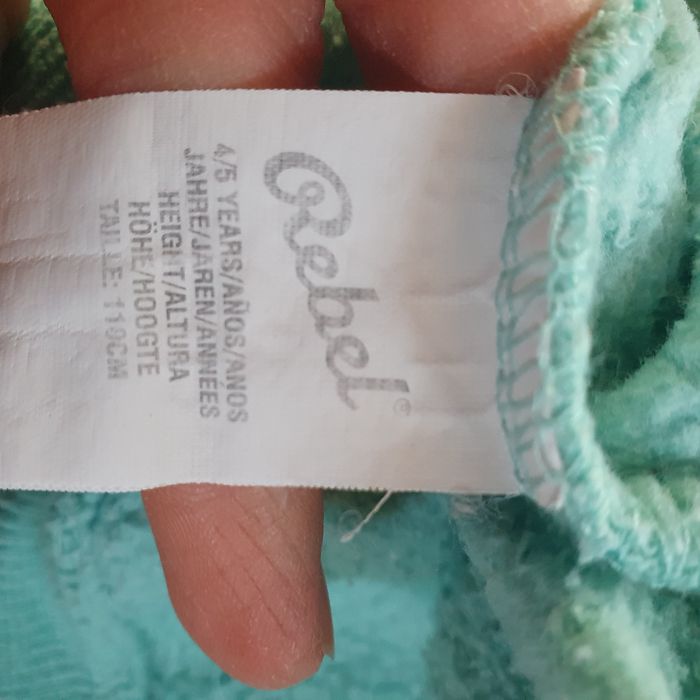 Rebel®
4/5 YEARS/AÑOS/ANOS
JAHRE/JAREN/ANNÉES
HEIGHT/ALTURA
HÖHE/HOOGTE
TAILLE: 110CM